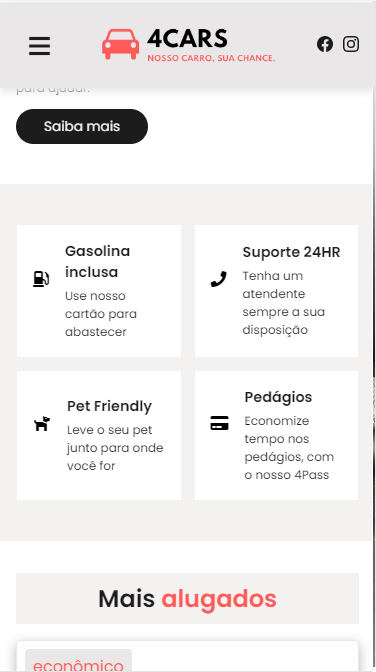 4CARS
NOSSO CARRO, SUA CHANCE.
para ajudar.
Saiba mais
Gasolina
inclusa
Use nosso
cartão para
abastecer
Suporte 24HR
Tenha um
atendente
sempre a sua
disposição
Pet Friendly
Leve o seu pet
junto para onde
você for
Pedágios
Economize
tempo nos
pedágios, com
o nosso 4Pass
Mais alugados
econômico